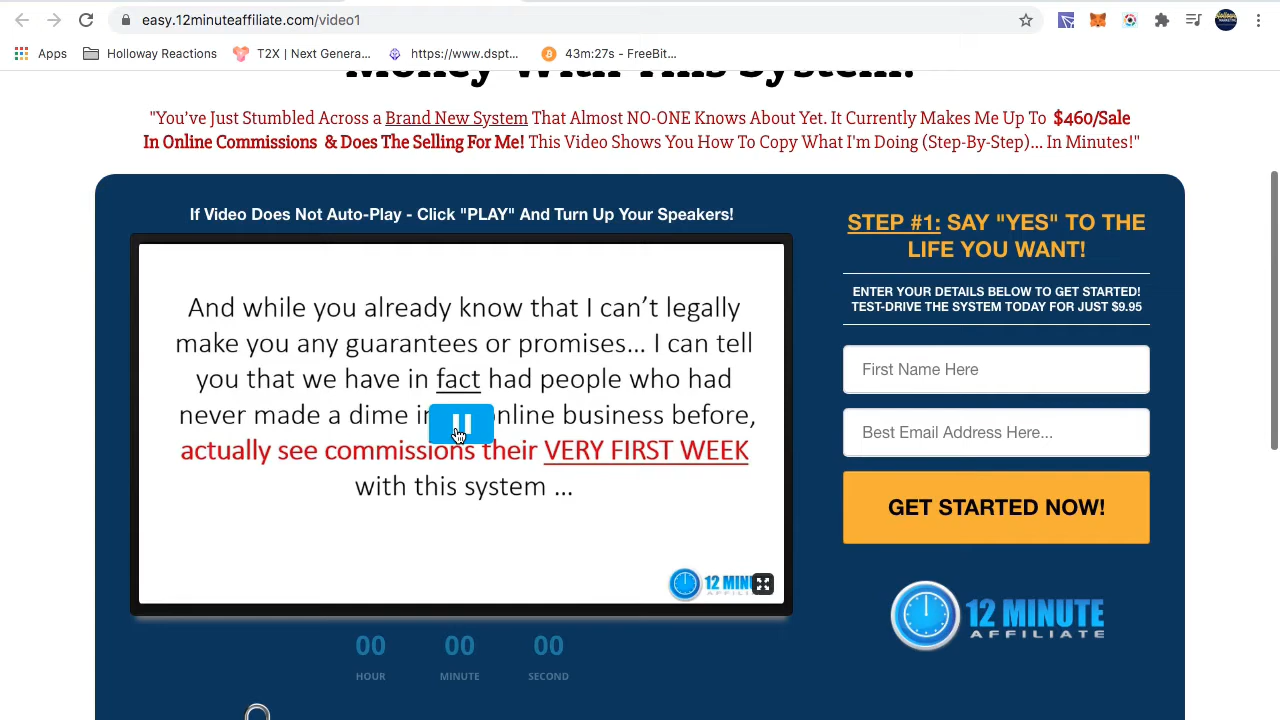 easy.12minuteaffiliate.com/video1
Apps Holloway Reactions T2X | Next Genera... https://www.dspt... 43m:27s - FreeBit...
Money With This System!
"You've Just Stumbled Across a Brand New System That Almost NO-ONE Knows About Yet. It Currently Makes Me Up To $460/Sale
In Online Commissions & Does The Selling For Me! This Video Shows You How To Copy What I'm Doing (Step-By-Step)... In Minutes!"
If Video Does Not Auto-Play - Click "PLAY" And Turn Up Your Speakers!
And while you already know that I can't legally
make you any guarantees or promises... I can tell
you that we have in fact had people who had
never made a dime in online business before,
actually see commissions their VERY FIRST WEEK
with this system ...
12 MINU
AFFILIATE
00 00 00
HOUR MINUTE SECOND
STEP #1: SAY "YES" TO THE
LIFE YOU WANT!
ENTER YOUR DETAILS BELOW TO GET STARTED!
TEST-DRIVE THE SYSTEM TODAY FOR JUST $9.95
First Name Here
Best Email Address Here...
GET STARTED NOW!
12 MINUTE
AFFILIATE